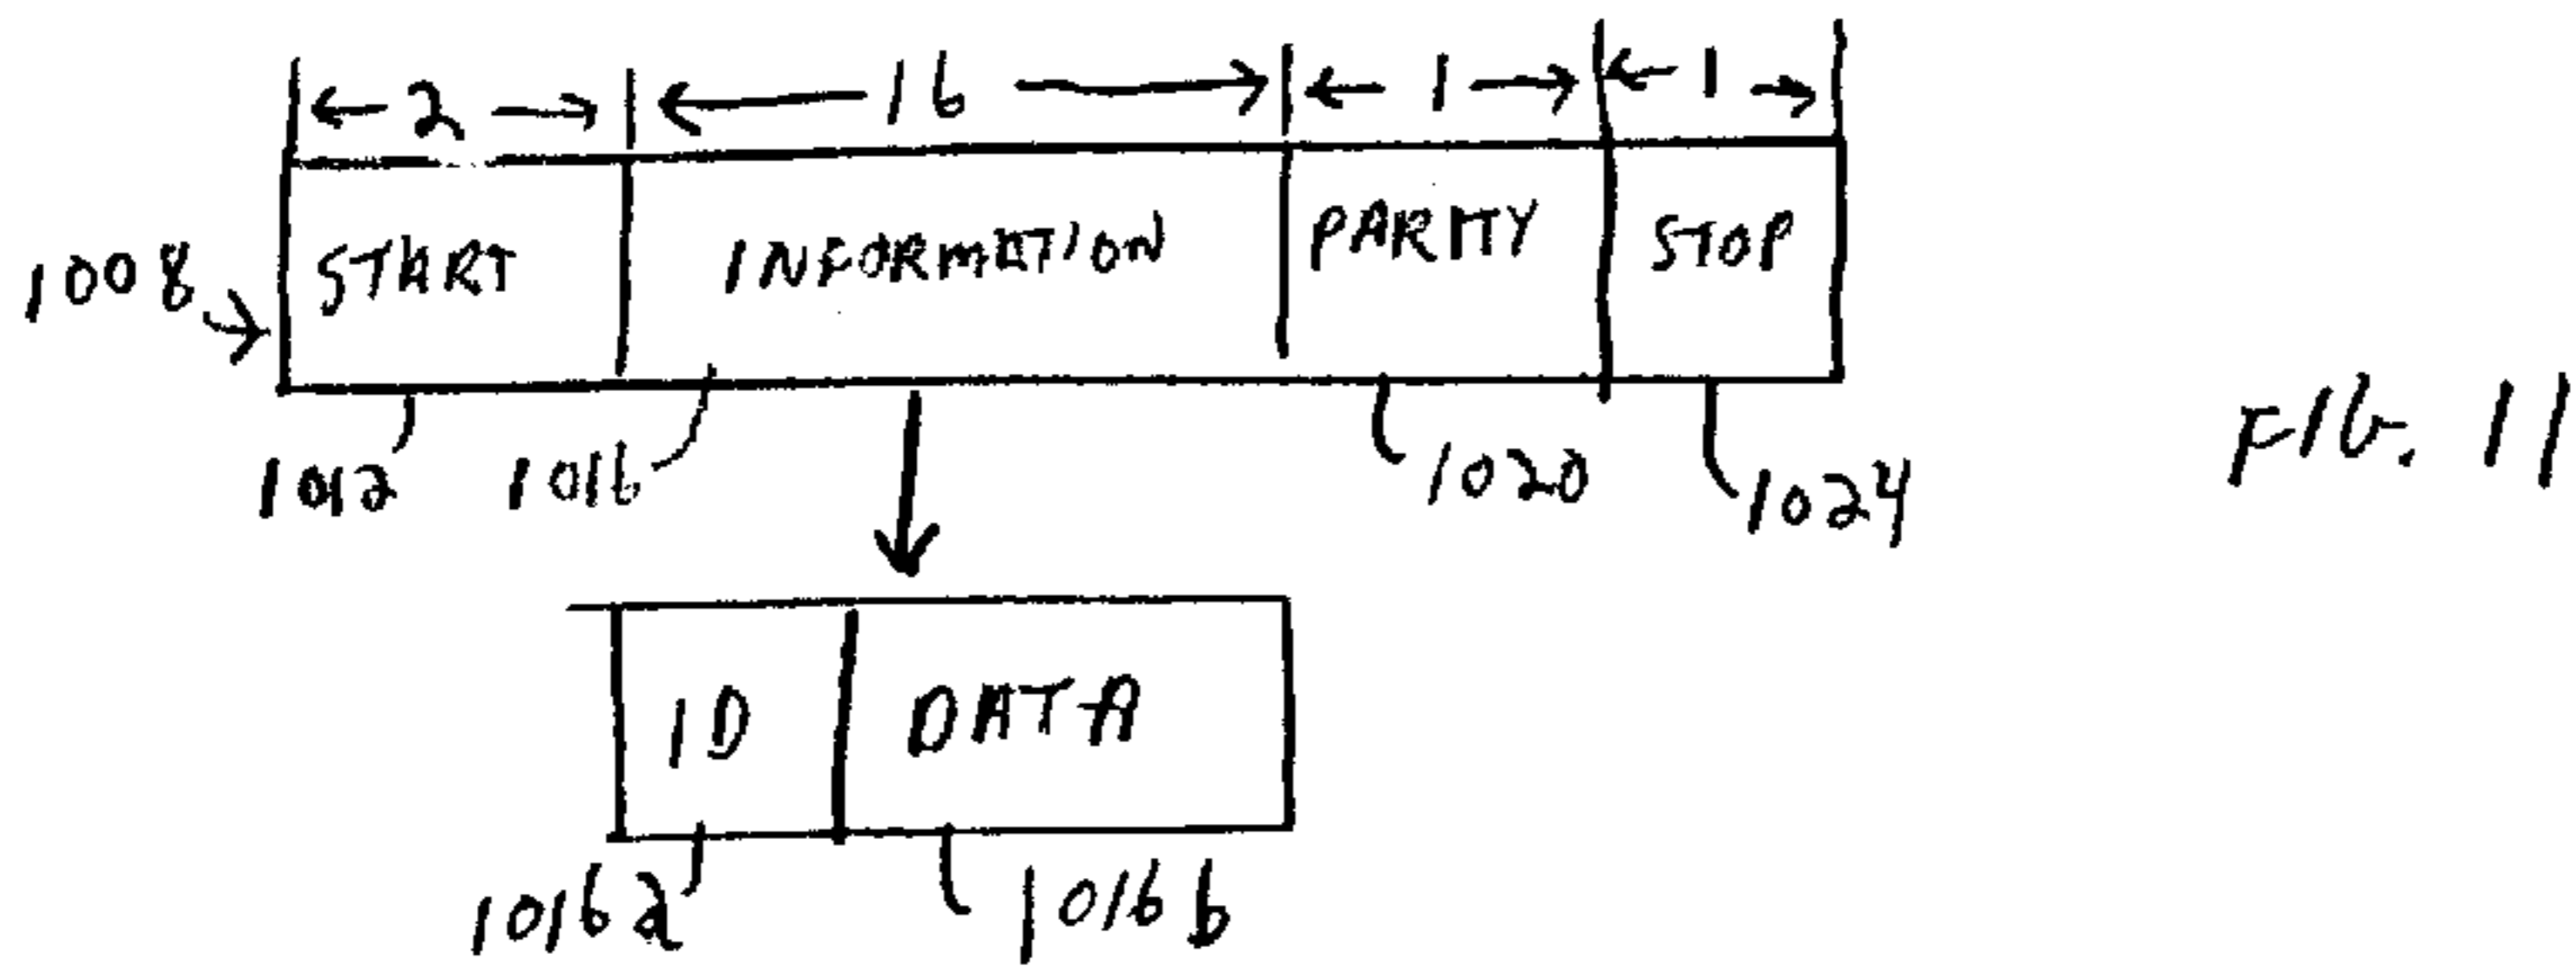 2 16 1 1
1008 START INFORMATION PARITY STOP
1012 1016 1020 1024
FIG. 11
ID DATA
1016a 1016b